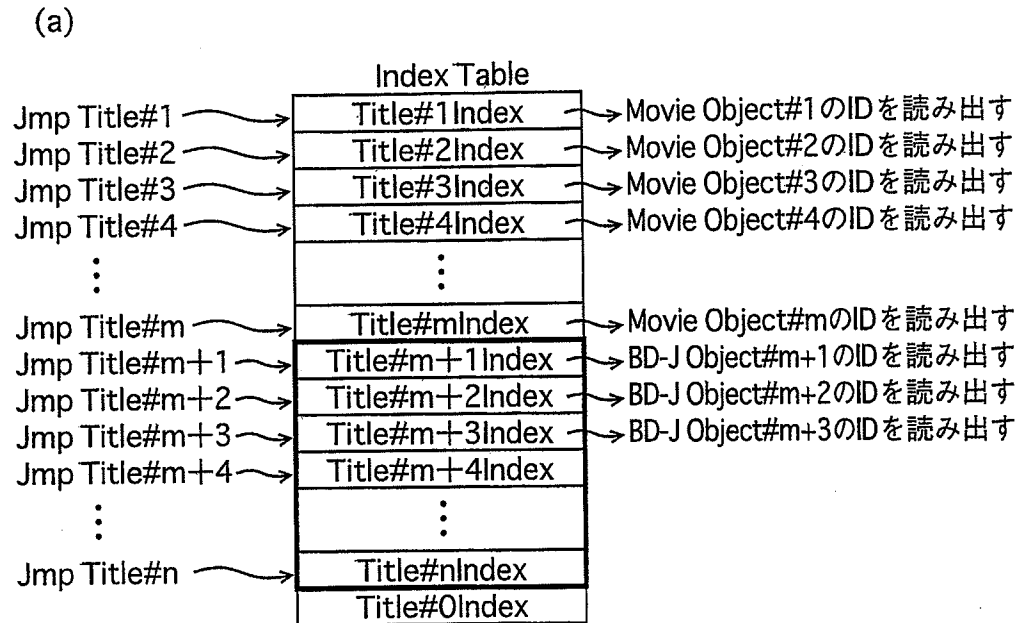 (a)
Index Table
Jmp Title#1 Title#1Index Movie Object#1のIDを読み出す
Jmp Title#2 Title#2Index Movie Object#2のIDを読み出す
Jmp Title#3 Title#3Index Movie Object#3のIDを読み出す
Jmp Title#4 Title#4Index Movie Object#4のIDを読み出す
Jmp Title#m Title#mIndex Movie Object#mのIDを読み出す
Jmp Title#m+1 Title#m+1Index BD-J Object#m+1のIDを読み出す
Jmp Title#m+2 Title#m+2Index BD-J Object#m+2のIDを読み出す
Jmp Title#m+3 Title#m+3Index BD-J Object#m+3のIDを読み出す
Jmp Title#m+4 Title#m+4Index
Jmp Title#n Title#nIndex
Title#0Index